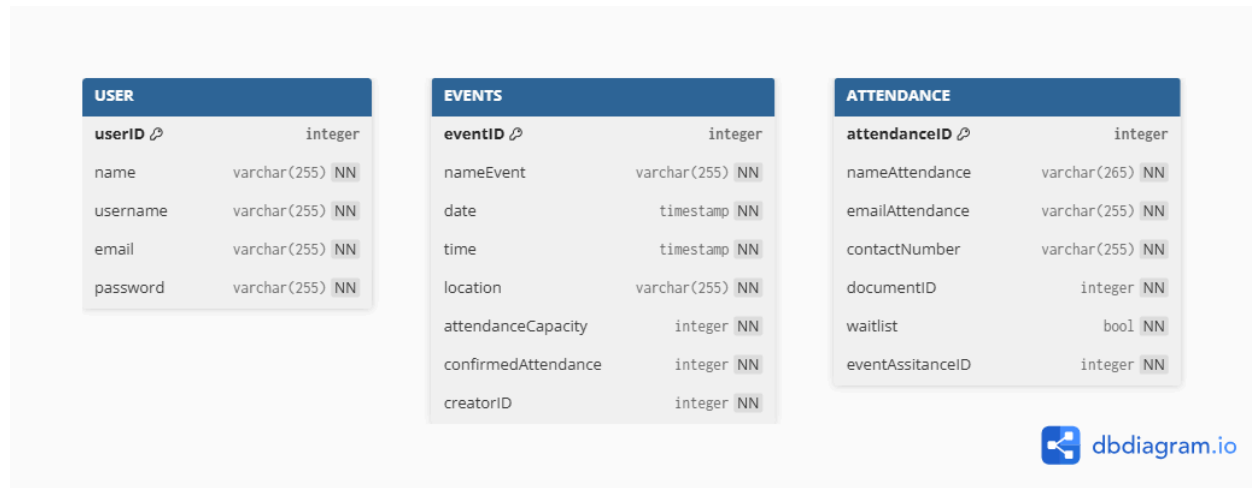 USER
userID integer
name varchar(255) NN
username varchar(255) NN
email varchar(255) NN
password varchar(255) NN
EVENTS
eventID integer
nameEvent varchar(255) NN
date timestamp NN
time timestamp NN
location varchar(255) NN
attendanceCapacity integer NN
confirmedAttendance integer NN
creatorID integer NN
ATTENDANCE
attendanceID integer
nameAttendance varchar(265) NN
emailAttendance varchar(255) NN
contactNumber varchar(255) NN
documentID integer NN
waitlist bool NN
eventAssitanceID integer NN
dbdiagram.io